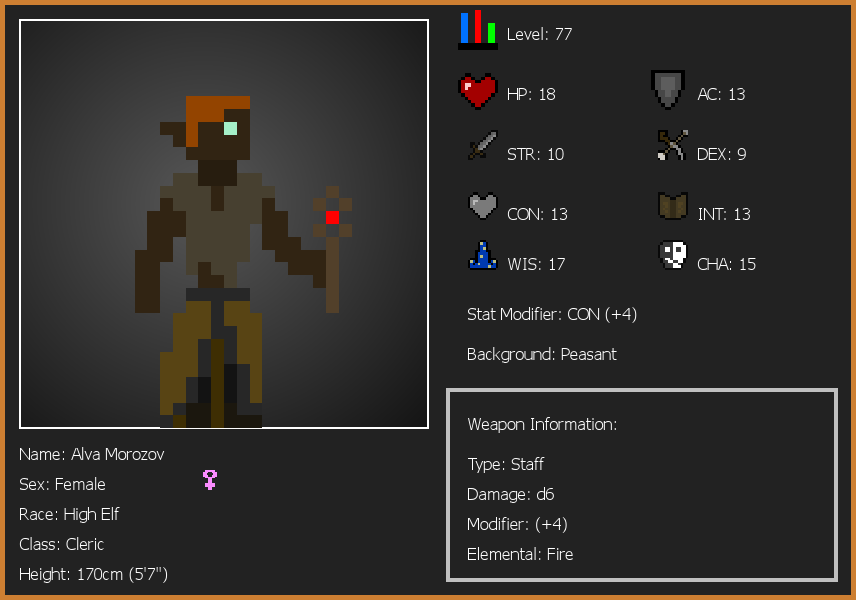 Level: 77
HP: 18
AC: 13
STR: 10
DEX: 9
CON: 13
INT: 13
WIS: 17
CHA: 15
Stat Modifier: CON (+4)
Background: Peasant
Weapon Information:
Type: Staff
Damage: d6
Modifier: (+4)
Elemental: Fire
Name: Alva Morozov
Sex: Female
Race: High Elf
Class: Cleric
Height: 170cm (5'7")